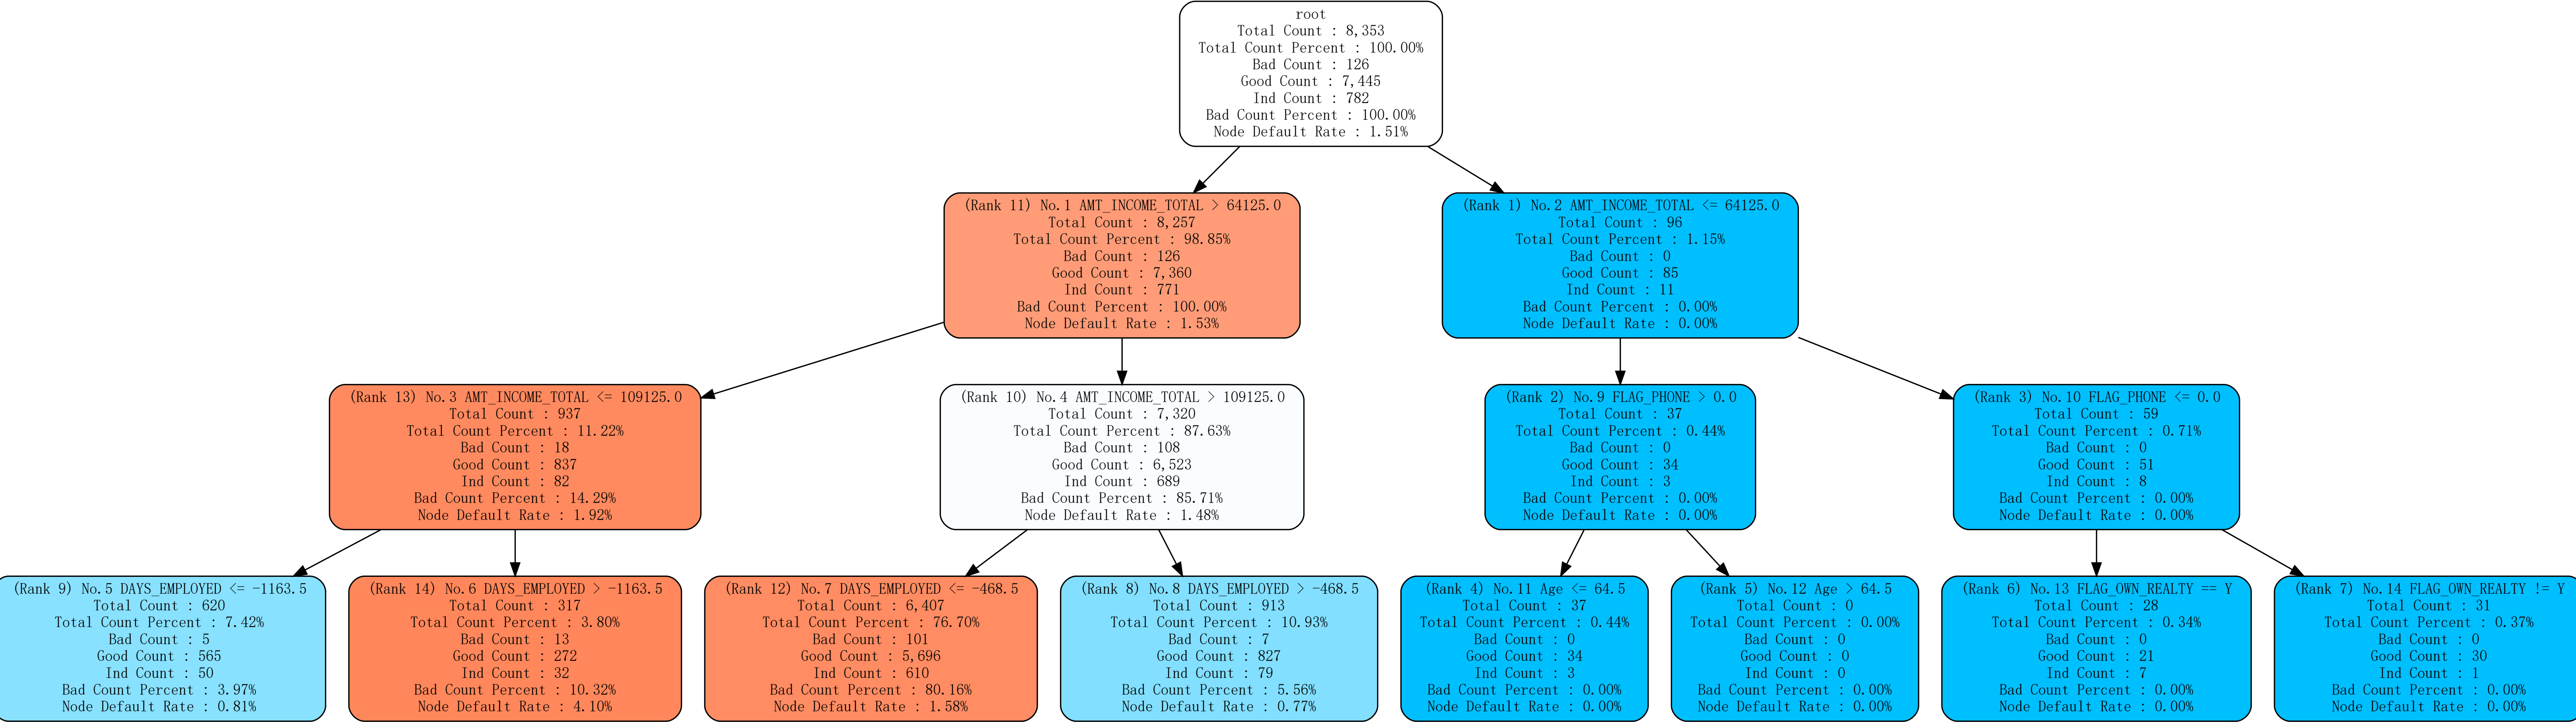 root
Total Count : 8,353
Total Count Percent : 100.00%
Bad Count : 126
Good Count : 7,445
Ind Count : 782
Bad Count Percent : 100.00%
Node Default Rate : 1.51%
(Rank 11) No.1 AMT_INCOME_TOTAL > 64125.0
Total Count : 8,257
Total Count Percent : 98.85%
Bad Count : 126
Good Count : 7,360
Ind Count : 771
Bad Count Percent : 100.00%
Node Default Rate : 1.53%
(Rank 1) No.2 AMT_INCOME_TOTAL <= 64125.0
Total Count : 96
Total Count Percent : 1.15%
Bad Count : 0
Good Count : 85
Ind Count : 11
Bad Count Percent : 0.00%
Node Default Rate : 0.00%
(Rank 13) No.3 AMT_INCOME_TOTAL <= 109125.0
Total Count : 937
Total Count Percent : 11.22%
Bad Count : 18
Good Count : 837
Ind Count : 82
Bad Count Percent : 14.29%
Node Default Rate : 1.92%
(Rank 10) No.4 AMT_INCOME_TOTAL > 109125.0
Total Count : 7,320
Total Count Percent : 87.63%
Bad Count : 108
Good Count : 6,523
Ind Count : 689
Bad Count Percent : 85.71%
Node Default Rate : 1.48%
(Rank 2) No.9 FLAG_PHONE > 0.0
Total Count : 37
Total Count Percent : 0.44%
Bad Count : 0
Good Count : 34
Ind Count : 3
Bad Count Percent : 0.00%
Node Default Rate : 0.00%
(Rank 3) No.10 FLAG_PHONE <= 0.0
Total Count : 59
Total Count Percent : 0.71%
Bad Count : 0
Good Count : 51
Ind Count : 8
Bad Count Percent : 0.00%
Node Default Rate : 0.00%
(Rank 9) No.5 DAYS_EMPLOYED <= -1163.5
Total Count : 620
Total Count Percent : 7.42%
Bad Count : 5
Good Count : 565
Ind Count : 50
Bad Count Percent : 3.97%
Node Default Rate : 0.81%
(Rank 14) No.6 DAYS_EMPLOYED > -1163.5
Total Count : 317
Total Count Percent : 3.80%
Bad Count : 13
Good Count : 272
Ind Count : 32
Bad Count Percent : 10.32%
Node Default Rate : 4.10%
(Rank 12) No.7 DAYS_EMPLOYED <= -468.5
Total Count : 6,407
Total Count Percent : 76.70%
Bad Count : 101
Good Count : 5,696
Ind Count : 610
Bad Count Percent : 80.16%
Node Default Rate : 1.58%
(Rank 8) No.8 DAYS_EMPLOYED > -468.5
Total Count : 913
Total Count Percent : 10.93%
Bad Count : 7
Good Count : 827
Ind Count : 79
Bad Count Percent : 5.56%
Node Default Rate : 0.77%
(Rank 4) No.11 Age <= 64.5
Total Count : 37
Total Count Percent : 0.44%
Bad Count : 0
Good Count : 34
Ind Count : 3
Bad Count Percent : 0.00%
Node Default Rate : 0.00%
(Rank 5) No.12 Age > 64.5
Total Count : 0
Total Count Percent : 0.00%
Bad Count : 0
Good Count : 0
Ind Count : 0
Bad Count Percent : 0.00%
Node Default Rate : 0.00%
(Rank 6) No.13 FLAG_OWN_REALTY == Y
Total Count : 28
Total Count Percent : 0.34%
Bad Count : 0
Good Count : 21
Ind Count : 7
Bad Count Percent : 0.00%
Node Default Rate : 0.00%
(Rank 7) No.14 FLAG_OWN_REALTY != Y
Total Count : 31
Total Count Percent : 0.37%
Bad Count : 0
Good Count : 30
Ind Count : 1
Bad Count Percent : 0.00%
Node Default Rate : 0.00%